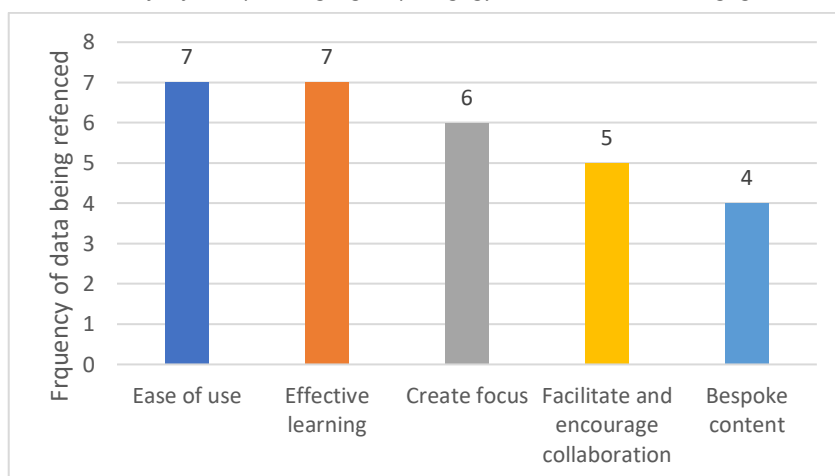 Frquency of data being refenced
8
7
6
5
4
3
2
1
0
7
7
6
5
4
Ease of use
Effective
learning
Create focus
Facilitate and
encourage
collaboration
Bespoke
content